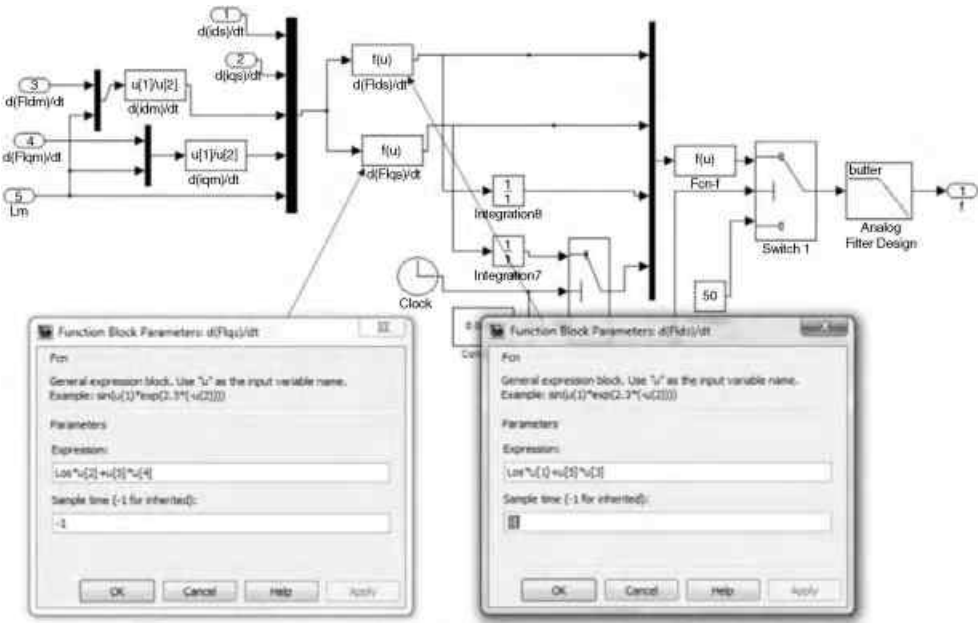 1
d(ids)/dt
2
d(iqs)/dt
3
d(Fldm)/dt
u[1]/u[2]
d(idm)/dt
4
d(Flqm)/dt
u[1]/u[2]
d(iqm)/dt
5
Lm
f(u)
d(Flds)/dt
f(u)
d(Flqs)/dt
1
1
Integration6
1
1
Integration7
Clock
f(u)
Fcn-f
50
Switch 1
butter
Analog
Filter Design
1
f
Function Block Parameters: d(Flqs)/dt
Fcn
General expression block. Use "u" as the input variable name.
Example: sin(u(1)*exp(2.3*(-u(2))))
Parameters
Expression:
Los*u[2]+u[5]*u[4]
Sample time (-1 for inherited):
-1
OK
Cancel
Help
Apply
Function Block Parameters: d(Flds)/dt
Fcn
General expression block. Use "u" as the input variable name.
Example: sin(u(1)*exp(2.3*(-u(2))))
Parameters
Expression:
Los*u[1]+u[5]*u[3]
Sample time (-1 for inherited):
OK
Cancel
Help
Apply